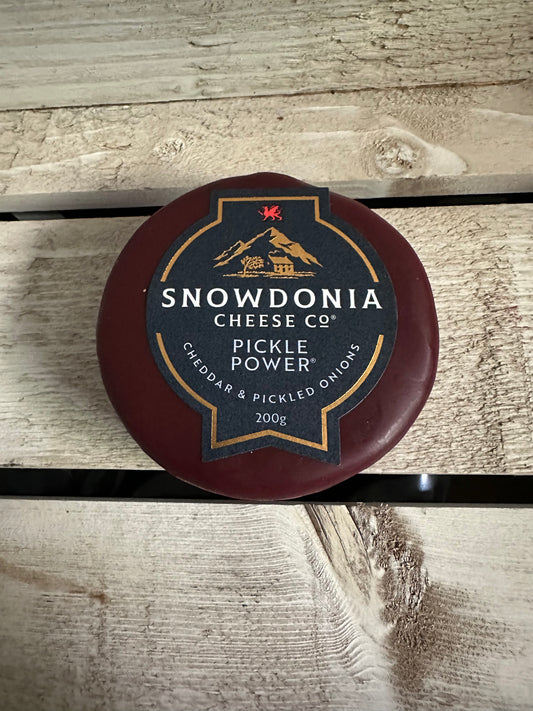 SNOWDONIA
CHEESE Cº®
PICKLE
POWER®
CHEDDAR & PICKLED ONIONS
200g